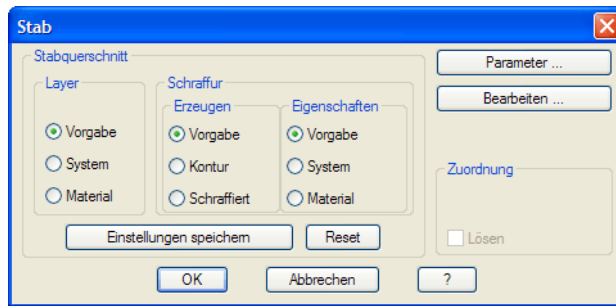 Stab
Stabquerschnitt
Layer
Vorgabe
System
Material
Schraffur
Erzeugen
Vorgabe
Kontur
Schraffiert
Eigenschaften
Vorgabe
System
Material
Einstellungen speichern
Reset
Parameter ...
Bearbeiten ...
Zuordnung
Lösen
OK
Abbrechen
?